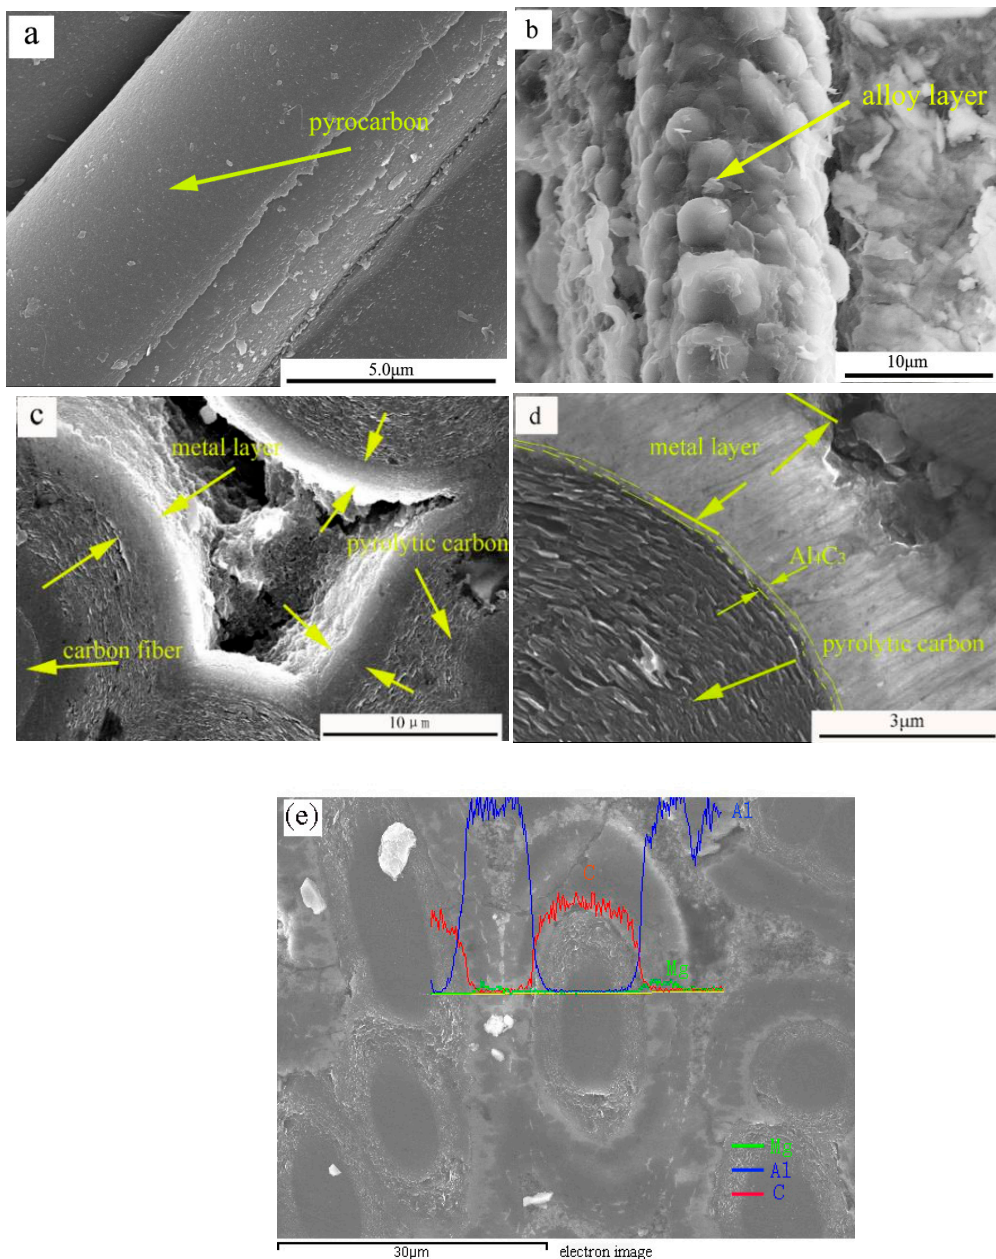 a
pyrocarbon
5.0μm
b
alloy layer
10μm
c
metal layer
pyrolytic carbon
carbon fiber
10 μm
d
metal layer
Al4C3
pyrolytic carbon
3μm
(e)
Al
C
Mg
Mg
Al
C
30μm
electron image